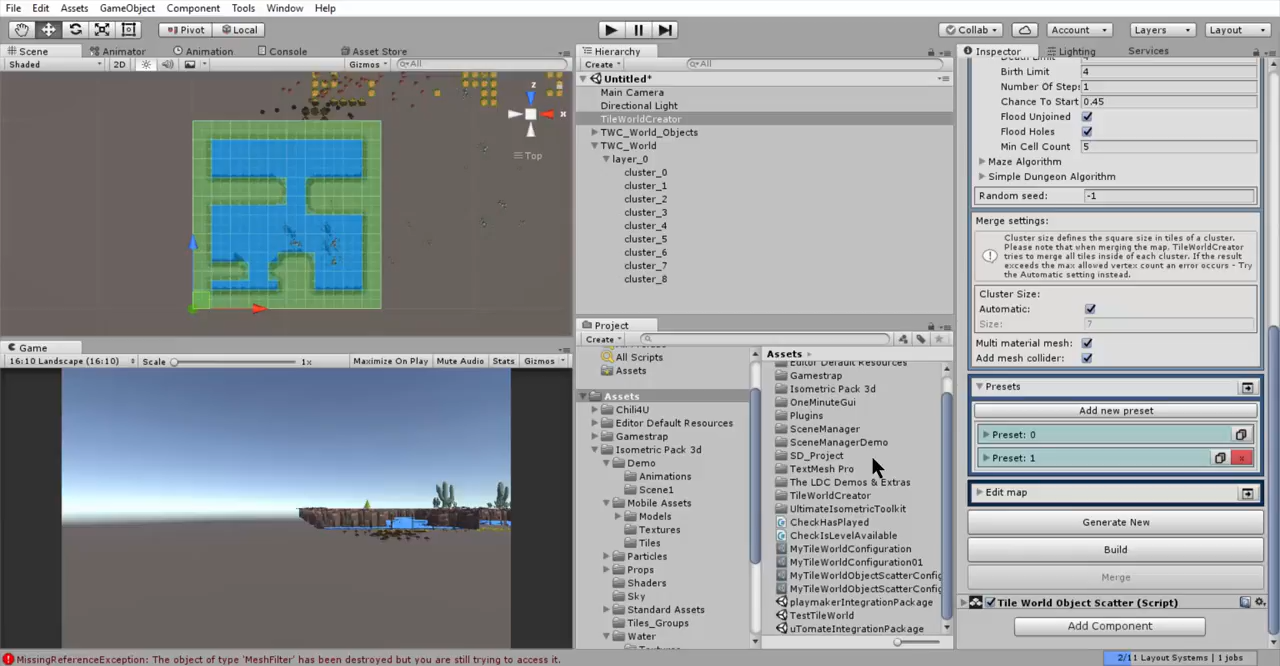 File Edit Assets GameObject Component Tools Window Help
Pivot Local Collab Account Layers Layout
Scene Animator Animation Console Asset Store
Shaded 2D Gizmos All
z
x
Top
Game
16:10 Landscape (16:10) Scale 1x Maximize On Play Mute Audio Stats Gizmos
Hierarchy
Create All
Untitled*
Main Camera
Directional Light
TileWorldCreator
TWC_World_Objects
TWC_World
layer_0
cluster_0
cluster_1
cluster_2
cluster_3
cluster_4
cluster_5
cluster_6
cluster_7
cluster_8
Project
Create
All Scripts
Assets
Assets
Chili4U
Editor Default Resources
Gamestrap
Isometric Pack 3d
Demo
Animations
Scene1
Mobile Assets
Models
Textures
Tiles
Particles
Props
Shaders
Sky
Standard Assets
Tiles_Groups
Water
Assets
Editor Default Resources
Gamestrap
Isometric Pack 3d
OneMinuteGui
Plugins
SceneManager
SceneManagerDemo
SD_Project
TextMesh Pro
The LDC Demos & Extras
TileWorldCreator
UltimateIsometricToolkit
CheckHasPlayed
CheckIsLevelAvailable
MyTileWorldConfiguration
MyTileWorldConfiguration01
MyTileWorldObjectScatterConfig
MyTileWorldObjectScatterConfig
playmakerIntegrationPackage
TestTileWorld
uTomateIntegrationPackage
Inspector Lighting Services
Death Limit 4
Birth Limit 4
Number Of Steps 1
Chance To Start 0.45
Flood Unjoined
Flood Holes
Min Cell Count 5
Maze Algorithm
Simple Dungeon Algorithm
Random seed: -1
Merge settings:
Cluster size defines the square size in tiles of a cluster.
Please note that when merging the map, TileWorldCreator
tries to merge all tiles inside of each cluster. If the result
exceeds the max allowed vertex count an error occurs - Try
the Automatic setting instead.
Cluster Size:
Automatic:
Size: 7
Multi material mesh:
Add mesh collider:
Presets
Add new preset
Preset: 0
Preset: 1 x
Edit map
Generate New
Build
Merge
Tile World Object Scatter (Script)
Add Component
MissingReferenceException: The object of type 'MeshFilter' has been destroyed but you are still trying to access it.
2/11 Layout Systems | 1 jobs